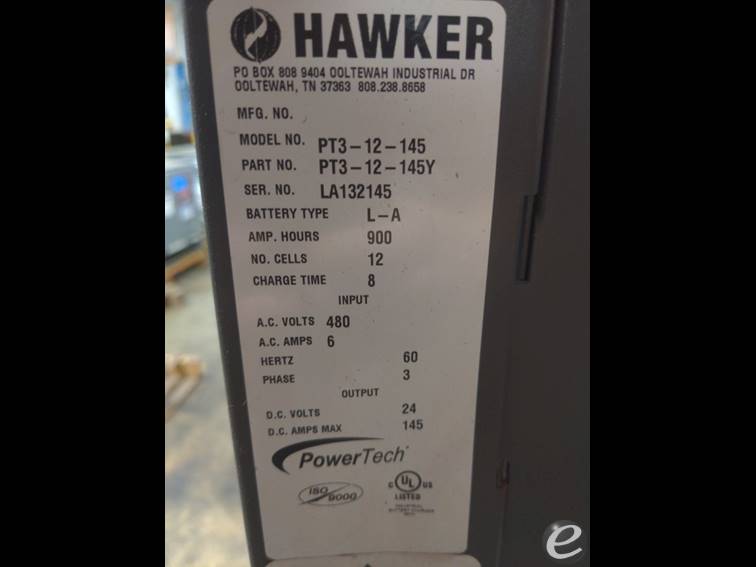 HAWKER
PO BOX 808 9404 OOLTEWAH INDUSTRIAL DR
OOLTEWAH, TN 37363 808.238.8658
MFG. NO.
MODEL NO. PT3-12-145
PART NO. PT3-12-145Y
SER. NO. LA132145
BATTERY TYPE L-A
AMP. HOURS 900
NO. CELLS 12
CHARGE TIME 8
INPUT
A.C. VOLTS 480
A.C. AMPS 6
HERTZ 60
PHASE 3
OUTPUT
D.C. VOLTS 24
D.C. AMPS MAX 145
PowerTech
ISO 9000
C UL US
LISTED
e